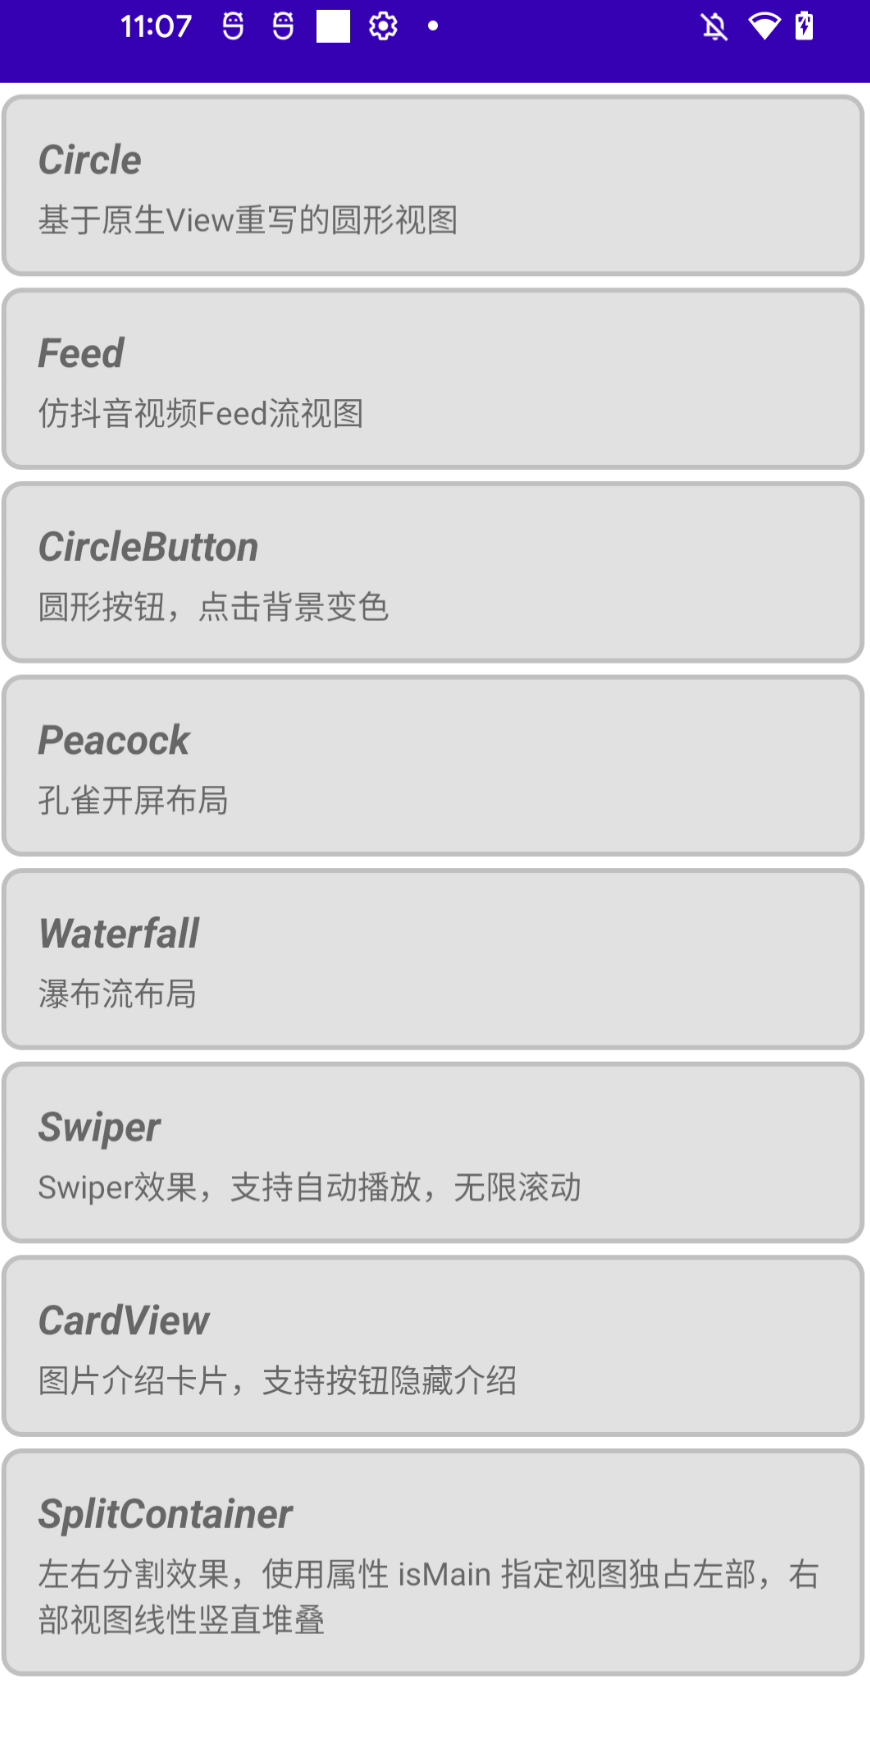 11:07
Circle
基于原生View重写的圆形视图
Feed
仿抖音视频Feed流视图
CircleButton
圆形按钮，点击背景变色
Peacock
孔雀开屏布局
Waterfall
瀑布流布局
Swiper
Swiper效果，支持自动播放，无限滚动
CardView
图片介绍卡片，支持按钮隐藏介绍
SplitContainer
左右分割效果，使用属性 isMain 指定视图独占左部，右
部视图线性竖直堆叠